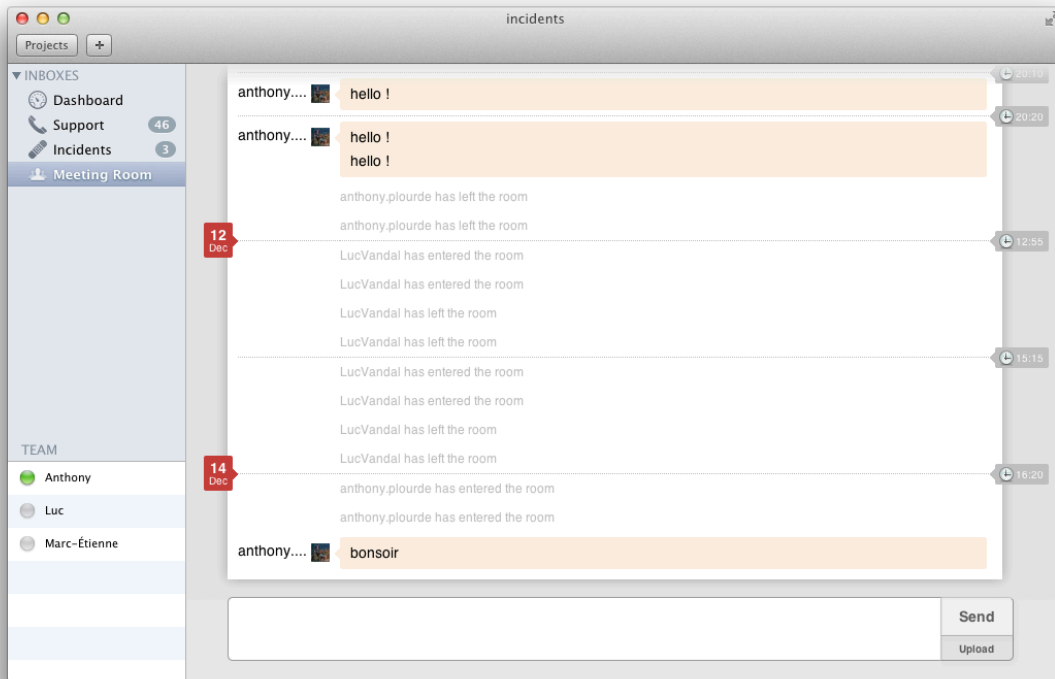 incidents
Projects
+
INBOXES
Dashboard
Support 46
Incidents 3
Meeting Room
TEAM
Anthony
Luc
Marc-Étienne
20:10
anthony.... hello !
20:20
anthony.... hello !
hello !
anthony.plourde has left the room
anthony.plourde has left the room
12
Dec
12:55
LucVandal has entered the room
LucVandal has entered the room
LucVandal has left the room
LucVandal has left the room
15:15
LucVandal has entered the room
LucVandal has entered the room
LucVandal has left the room
LucVandal has left the room
14
Dec
16:20
anthony.plourde has entered the room
anthony.plourde has entered the room
anthony.... bonsoir
Send
Upload